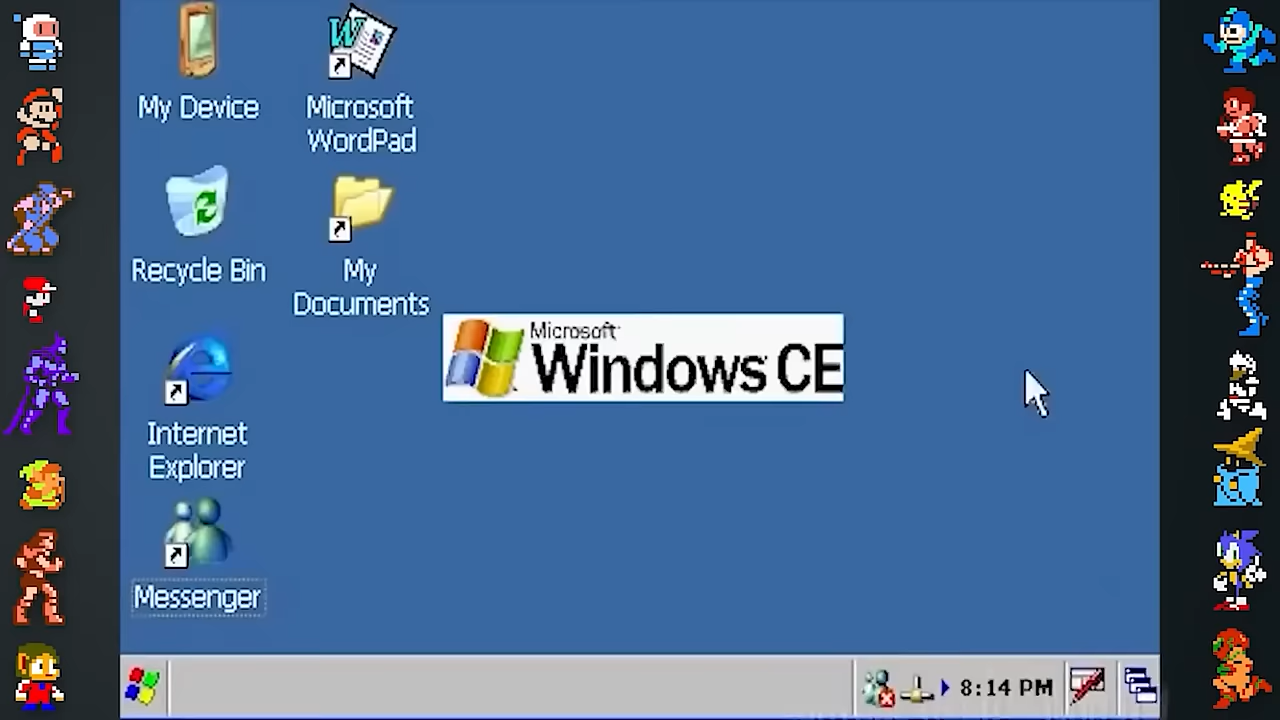 My Device
Microsoft
WordPad
Recycle Bin
My
Documents
Internet
Explorer
Messenger
Microsoft
Windows CE
8:14 PM